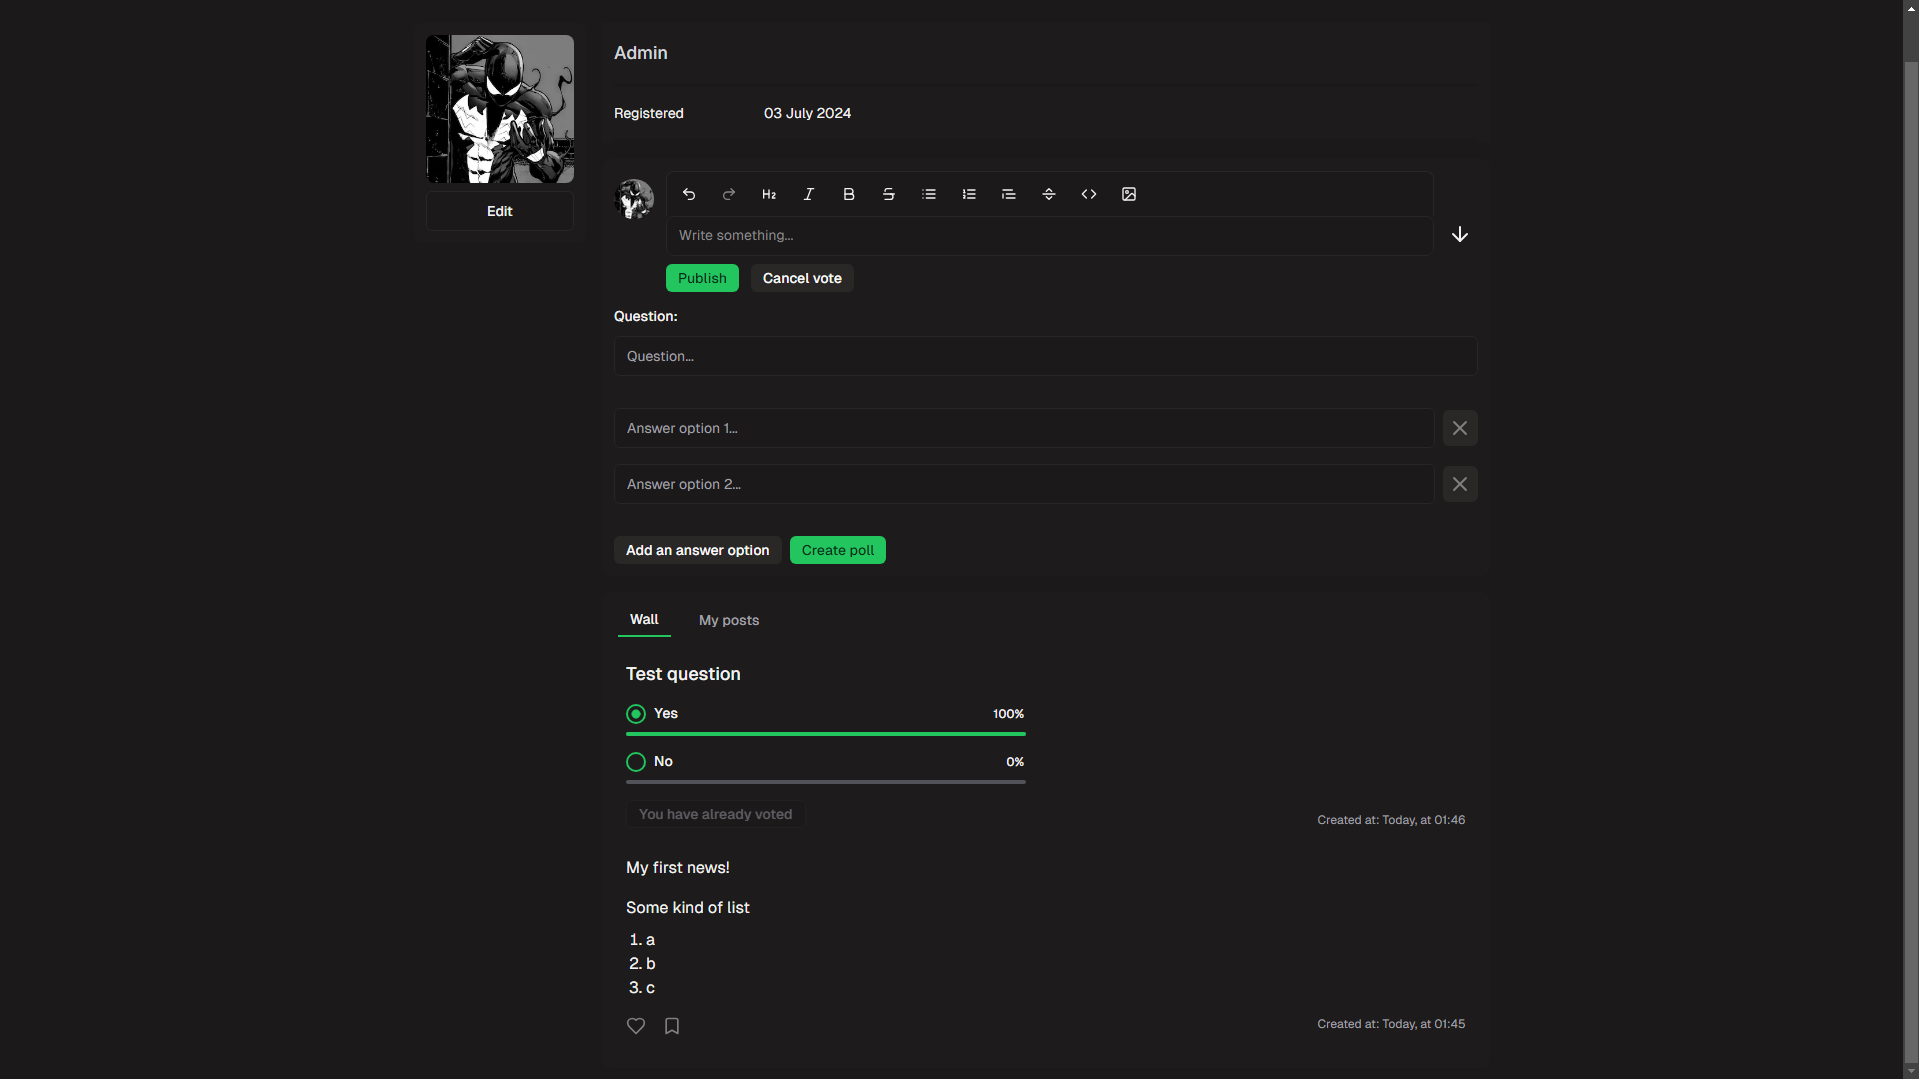 Admin
Registered 03 July 2024
Edit
H2
Write something...
Publish Cancel vote
Question:
Question...
Answer option 1...
Answer option 2...
Add an answer option Create poll
Wall My posts
Test question
Yes 100%
No 0%
You have already voted
Created at: Today, at 01:46
My first news!
Some kind of list
1. a
2. b
3. c
Created at: Today, at 01:45